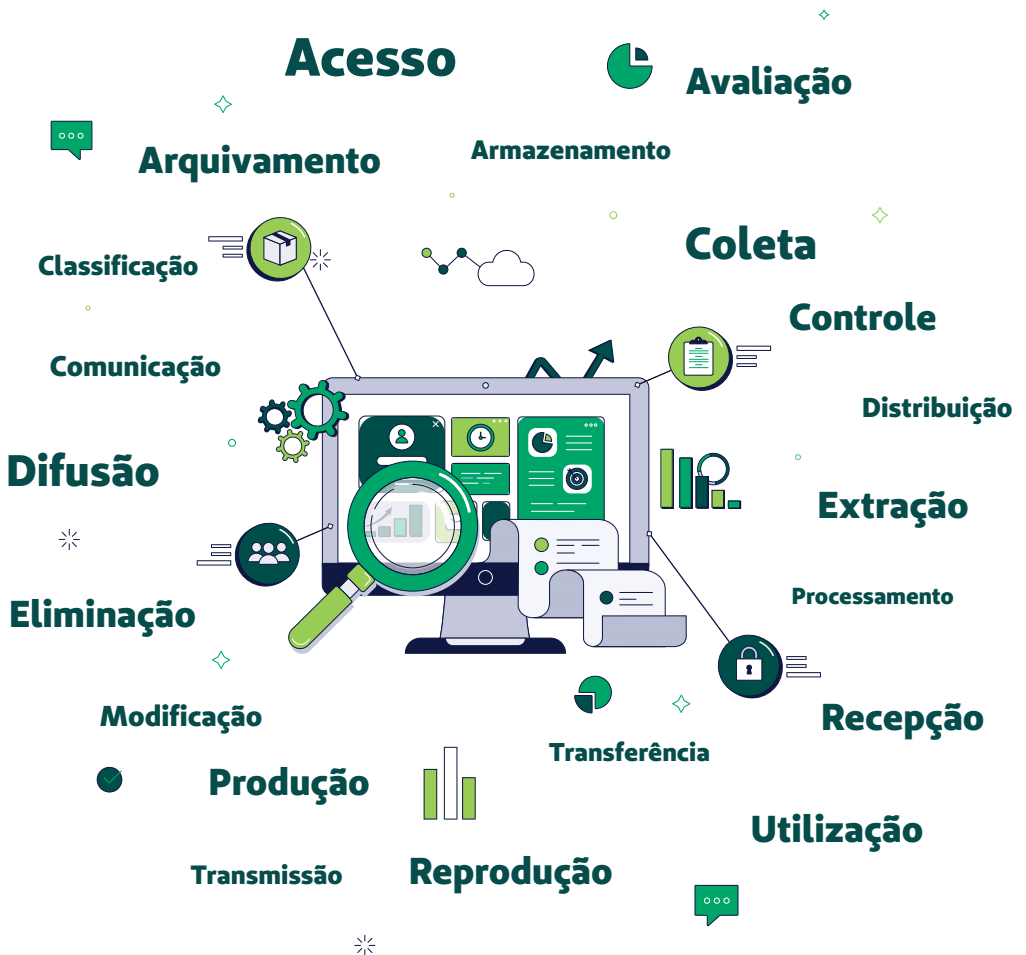 Acesso
Avaliação
Arquivamento
Armazenamento
Coleta
Classificação
Controle
Comunicação
Distribuição
Difusão
Extração
Eliminação
Processamento
Modificação
Recepção
Transferência
Produção
Utilização
Transmissão
Reprodução